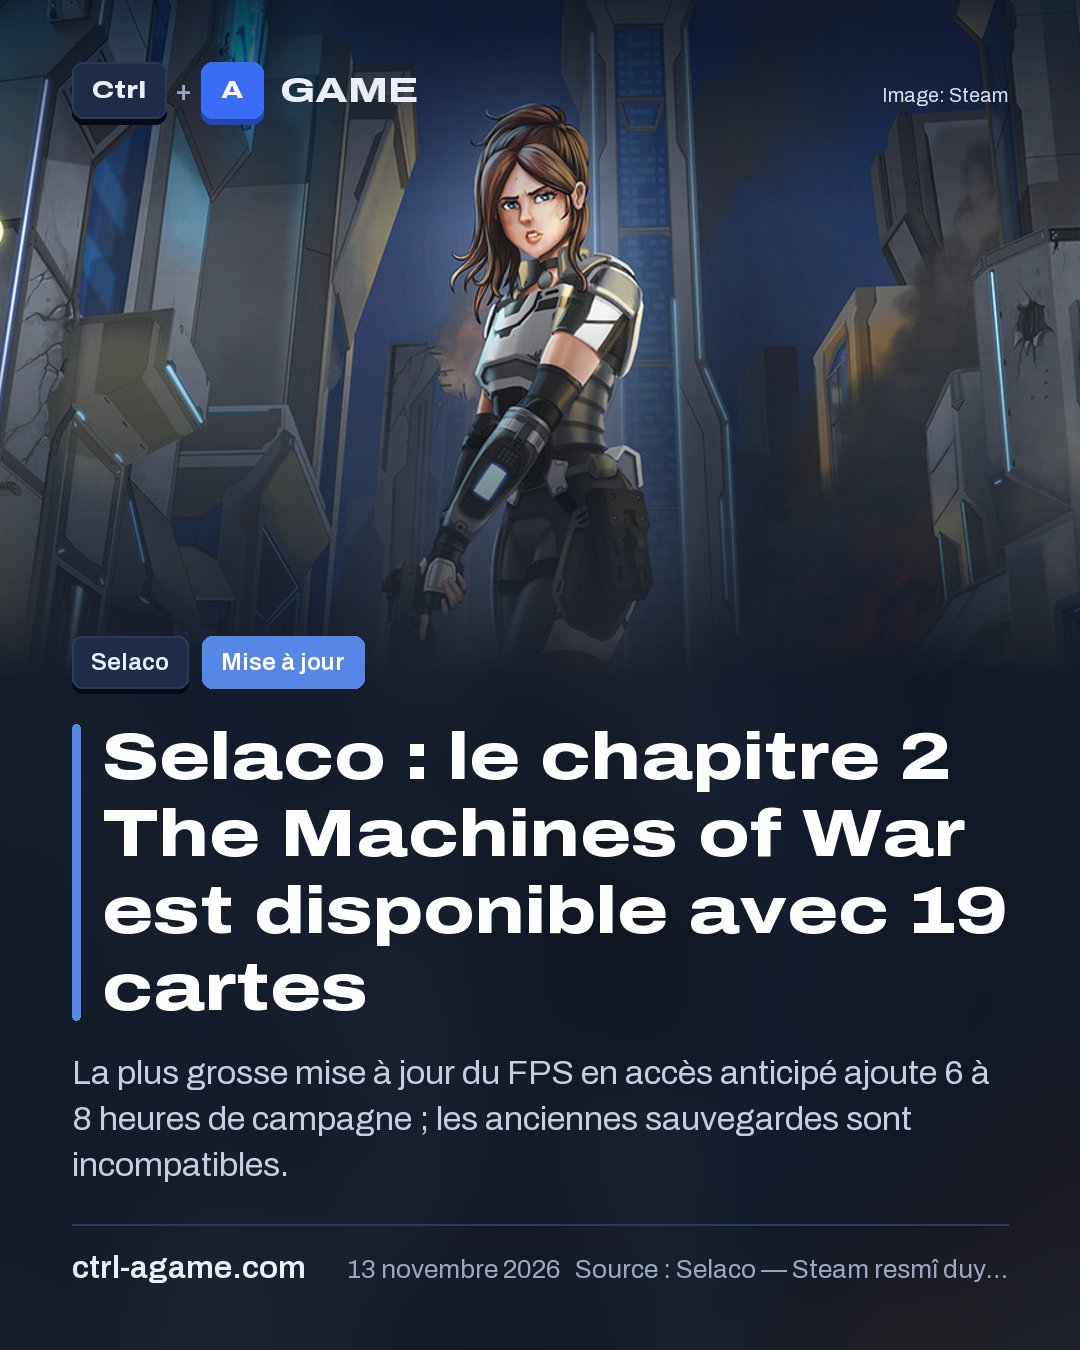 Ctrl + A GAME
Image: Steam
Selaco
Mise à jour
Selaco : le chapitre 2
The Machines of War
est disponible avec 19
cartes
La plus grosse mise à jour du FPS en accès anticipé ajoute 6 à
8 heures de campagne ; les anciennes sauvegardes sont
incompatibles.
ctrl-agame.com
13 novembre 2026 Source : Selaco — Steam resmî duy...